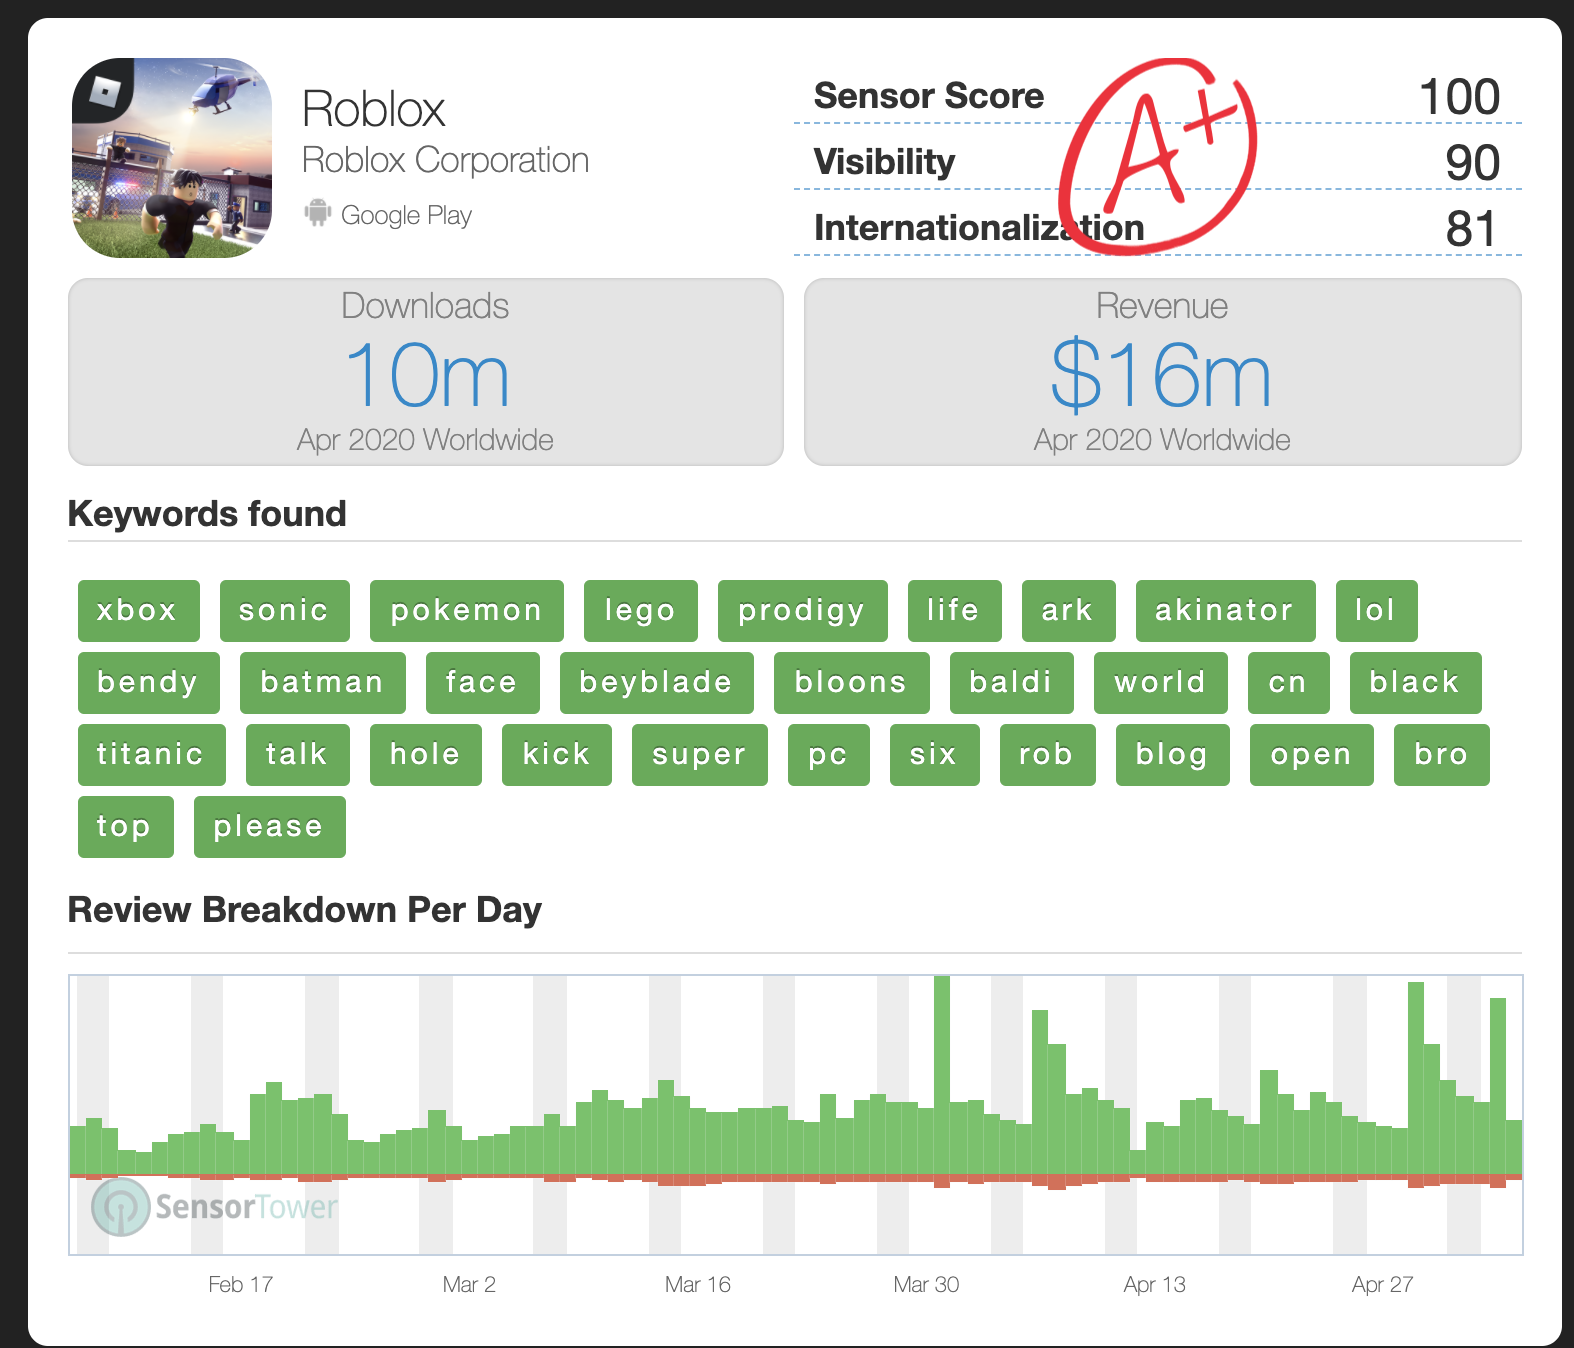 Roblox
Roblox Corporation
Google Play
Sensor Score 100
Visibility 90
Internationalization 81
A+
Downloads
10m
Apr 2020 Worldwide
Revenue
$16m
Apr 2020 Worldwide
Keywords found
xbox sonic pokemon lego prodigy life ark akinator lol
bendy batman face beyblade bloons baldi world cn black
titanic talk hole kick super pc six rob blog open bro
top please
Review Breakdown Per Day
SensorTower
Feb 17 Mar 2 Mar 16 Mar 30 Apr 13 Apr 27